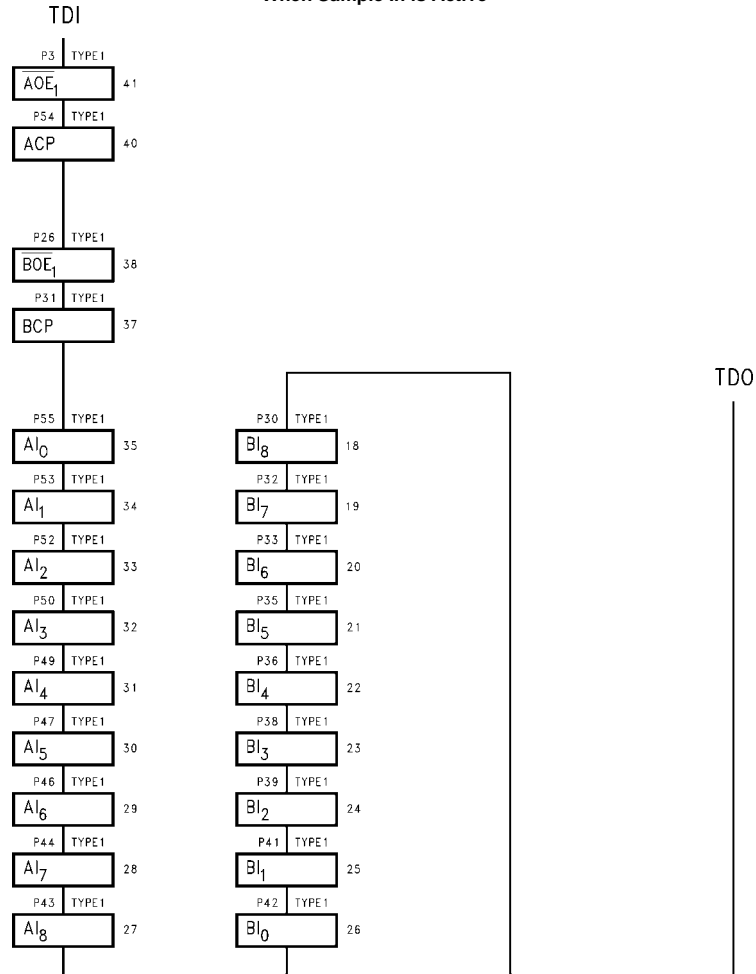 When Sample In is Active
TDI
P3 TYPE1
AOE1 41
P54 TYPE1
ACP 40
P26 TYPE1
BOE1 38
P31 TYPE1
BCP 37
TDO
P55 TYPE1
AI0 35
P53 TYPE1
AI1 34
P52 TYPE1
AI2 33
P50 TYPE1
AI3 32
P49 TYPE1
AI4 31
P47 TYPE1
AI5 30
P46 TYPE1
AI6 29
P44 TYPE1
AI7 28
P43 TYPE1
AI8 27
P30 TYPE1
BI8 18
P32 TYPE1
BI7 19
P33 TYPE1
BI6 20
P35 TYPE1
BI5 21
P36 TYPE1
BI4 22
P38 TYPE1
BI3 23
P39 TYPE1
BI2 24
P41 TYPE1
BI1 25
P42 TYPE1
BI0 26